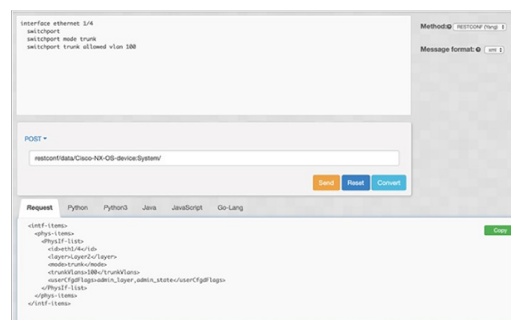 interface ethernet 1/4
switchport
switchport mode trunk
switchport trunk allowed vlan 100
Method: RESTCONF (Yang)
Message format: xml
POST
restconf/data/Cisco-NX-OS-device:System/
Send Reset Convert
Request Python Python3 Java JavaScript Go-Lang
Copy
<intf-items>
<phys-items>
<PhysIf-list>
<id>eth1/4</id>
<layer>Layer2</layer>
<mode>trunk</mode>
<trunkVlans>100</trunkVlans>
<userCfgdFlags>admin_layer,admin_state</userCfgdFlags>
</PhysIf-list>
</phys-items>
</intf-items>